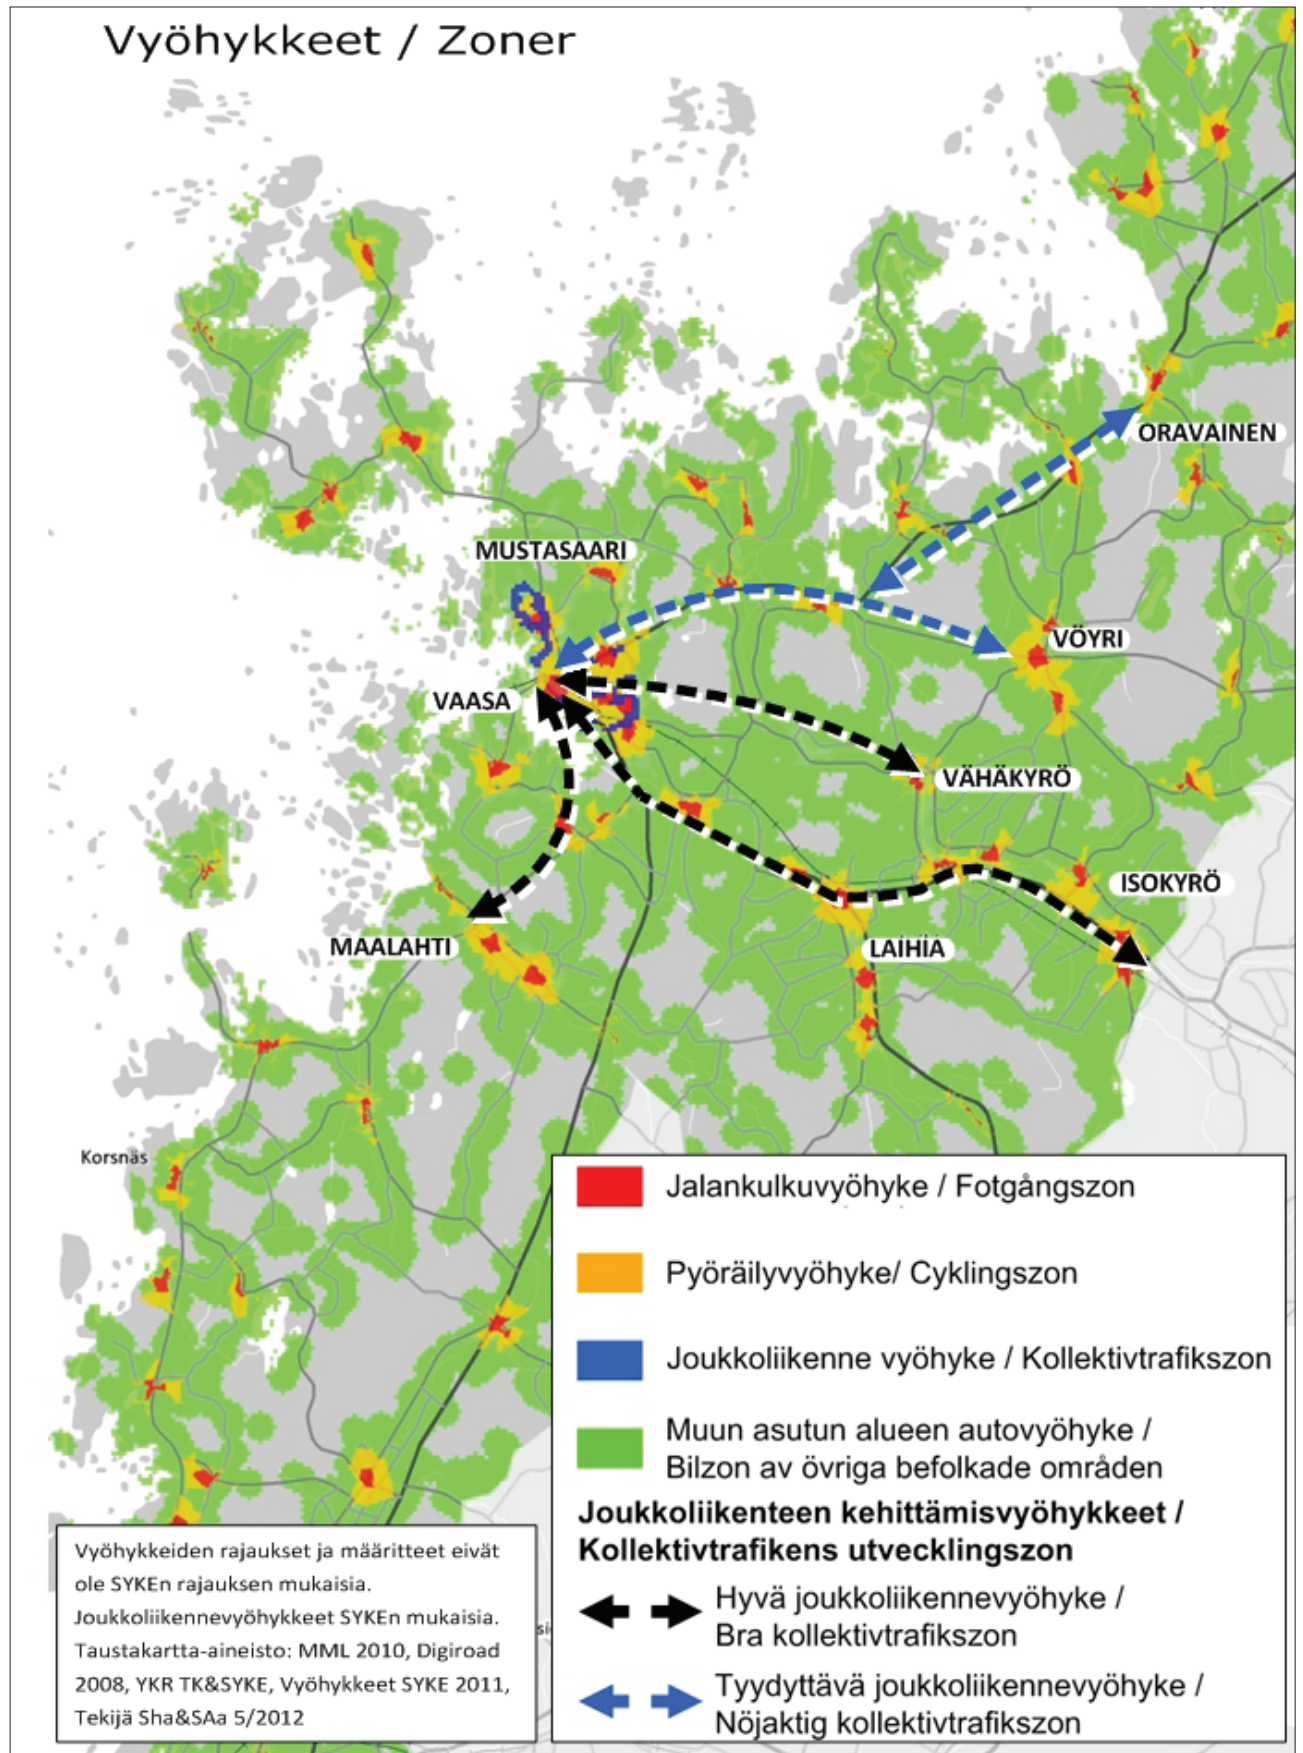 Vyöhykkeet / Zoner
ORAVAINEN
MUSTASAARI
VÖYRI
VAASA
VÄHÄKYRÖ
ISOKYRÖ
MAALAHTI
LAIHIA
Korsnäs
Jalankulkuvyöhyke / Fotgångszon
Pyöräilyvyöhyke/ Cyklingszon
Joukkoliikenne vyöhyke / Kollektivtrafikszon
Muun asutun alueen autovyöhyke /
Bilzon av övriga befolkade områden
Joukkoliikenteen kehittämisvyöhykkeet /
Kollektivtrafikens utvecklingszon
Hyvä joukkoliikennevyöhyke /
Bra kollektivtrafikszon
Tyydyttävä joukkoliikennevyöhyke /
Nöjaktig kollektivtrafikszon
Vyöhykkeiden rajaukset ja määritteet eivät
ole SYKEn rajauksen mukaisia.
Joukkoliikennevyöhykkeet SYKEn mukaisia.
Taustakartta-aineisto: MML 2010, Digiroad
2008, YKR TK&SYKE, Vyöhykkeet SYKE 2011,
Tekijä Sha&SAa 5/2012